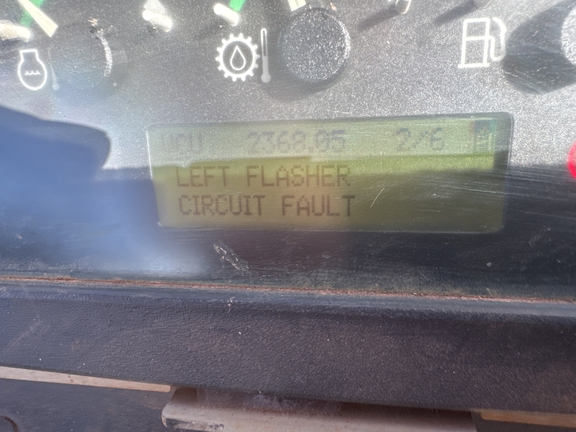 VCU 2368.05 2/6
LEFT FLASHER
CIRCUIT FAULT